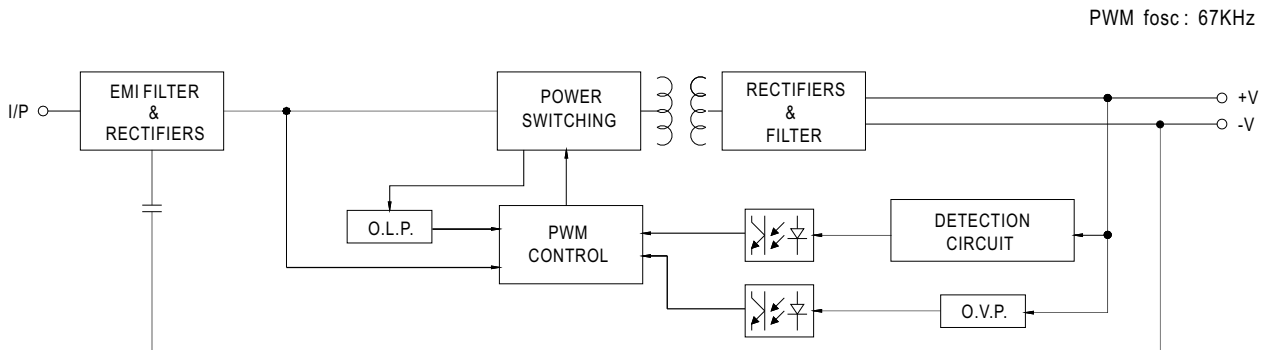 PWM fosc : 67KHz
I/P
EMI FILTER
&
RECTIFIERS
POWER
SWITCHING
RECTIFIERS
&
FILTER
+V
-V
O.L.P.
PWM
CONTROL
DETECTION
CIRCUIT
O.V.P.